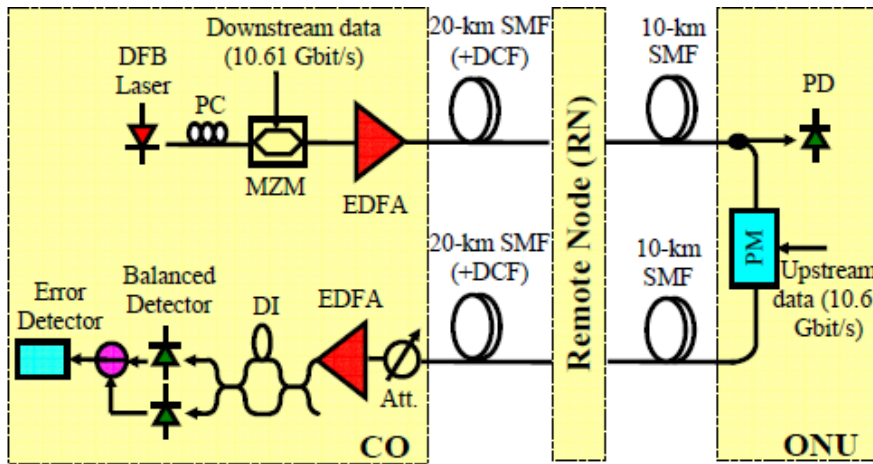 Downstream data
(10.61 Gbit/s)
DFB
Laser
PC
MZM
EDFA
20-km SMF
(+DCF)
10-km
SMF
PD
Remote Node (RN)
20-km SMF
(+DCF)
10-km
SMF
PM
Upstream
data (10.6
Gbit/s)
Error
Detector
Balanced
Detector
DI
EDFA
Att.
CO
ONU